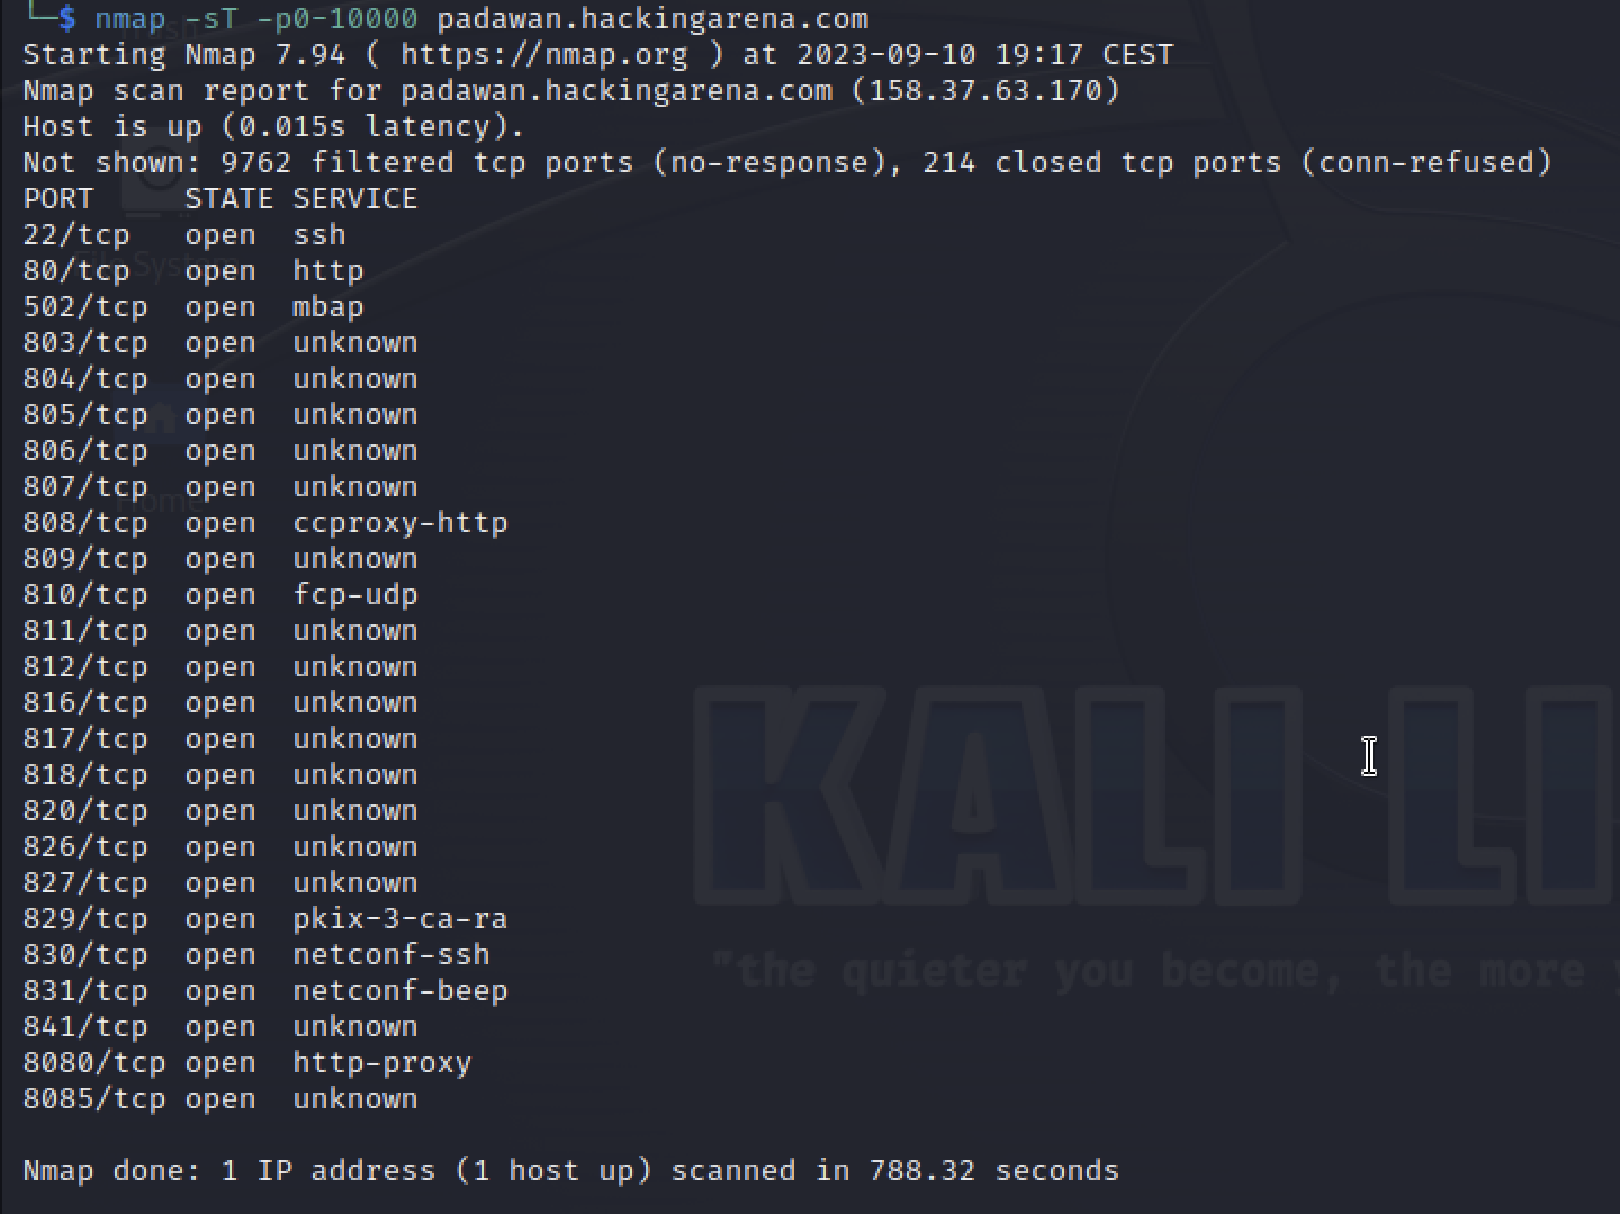 └─$ nmap -sT -p0-10000 padawan.hackingarena.com
Starting Nmap 7.94 ( https://nmap.org ) at 2023-09-10 19:17 CEST
Nmap scan report for padawan.hackingarena.com (158.37.63.170)
Host is up (0.015s latency).
Not shown: 9762 filtered tcp ports (no-response), 214 closed tcp ports (conn-refused)
PORT     STATE SERVICE
22/tcp   open  ssh
80/tcp   open  http
502/tcp  open  mbap
803/tcp  open  unknown
804/tcp  open  unknown
805/tcp  open  unknown
806/tcp  open  unknown
807/tcp  open  unknown
808/tcp  open  ccproxy-http
809/tcp  open  unknown
810/tcp  open  fcp-udp
811/tcp  open  unknown
812/tcp  open  unknown
816/tcp  open  unknown
817/tcp  open  unknown
818/tcp  open  unknown
820/tcp  open  unknown
826/tcp  open  unknown
827/tcp  open  unknown
829/tcp  open  pkix-3-ca-ra
830/tcp  open  netconf-ssh
831/tcp  open  netconf-beep
841/tcp  open  unknown
8080/tcp open  http-proxy
8085/tcp open  unknown
Nmap done: 1 IP address (1 host up) scanned in 788.32 seconds
Trash
File System
Home
KALI LI
"the quieter you become, the more